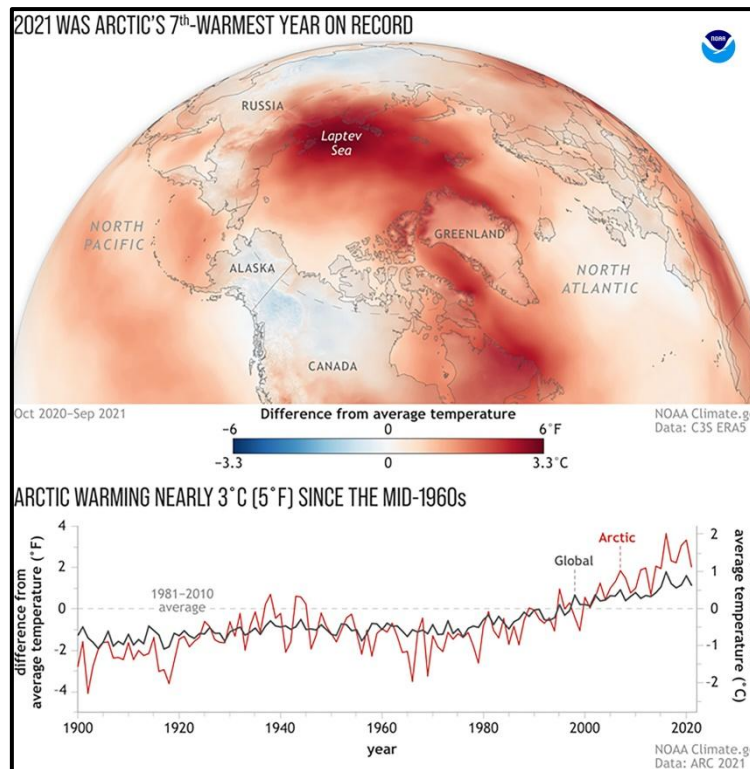 2021 WAS ARCTIC'S 7th-WARMEST YEAR ON RECORD
NOAA
RUSSIA
Laptev
Sea
NORTH
PACIFIC
ALASKA
GREENLAND
NORTH
ATLANTIC
CANADA
Oct 2020–Sep 2021
Difference from average temperature
NOAA Climate.g
Data: C3S ERA5
−6 0 6°F
−3.3 0 3.3°C
ARCTIC WARMING NEARLY 3°C (5°F) SINCE THE MID-1960s
difference from
average temperature (°F)
4
2
0
-2
-4
1981–2010
average
Arctic
Global
2
1
0
-1
-2
average temperature (°C)
1900 1920 1940 1960 1980 2000 2020
year
NOAA Climate.g
Data: ARC 2021